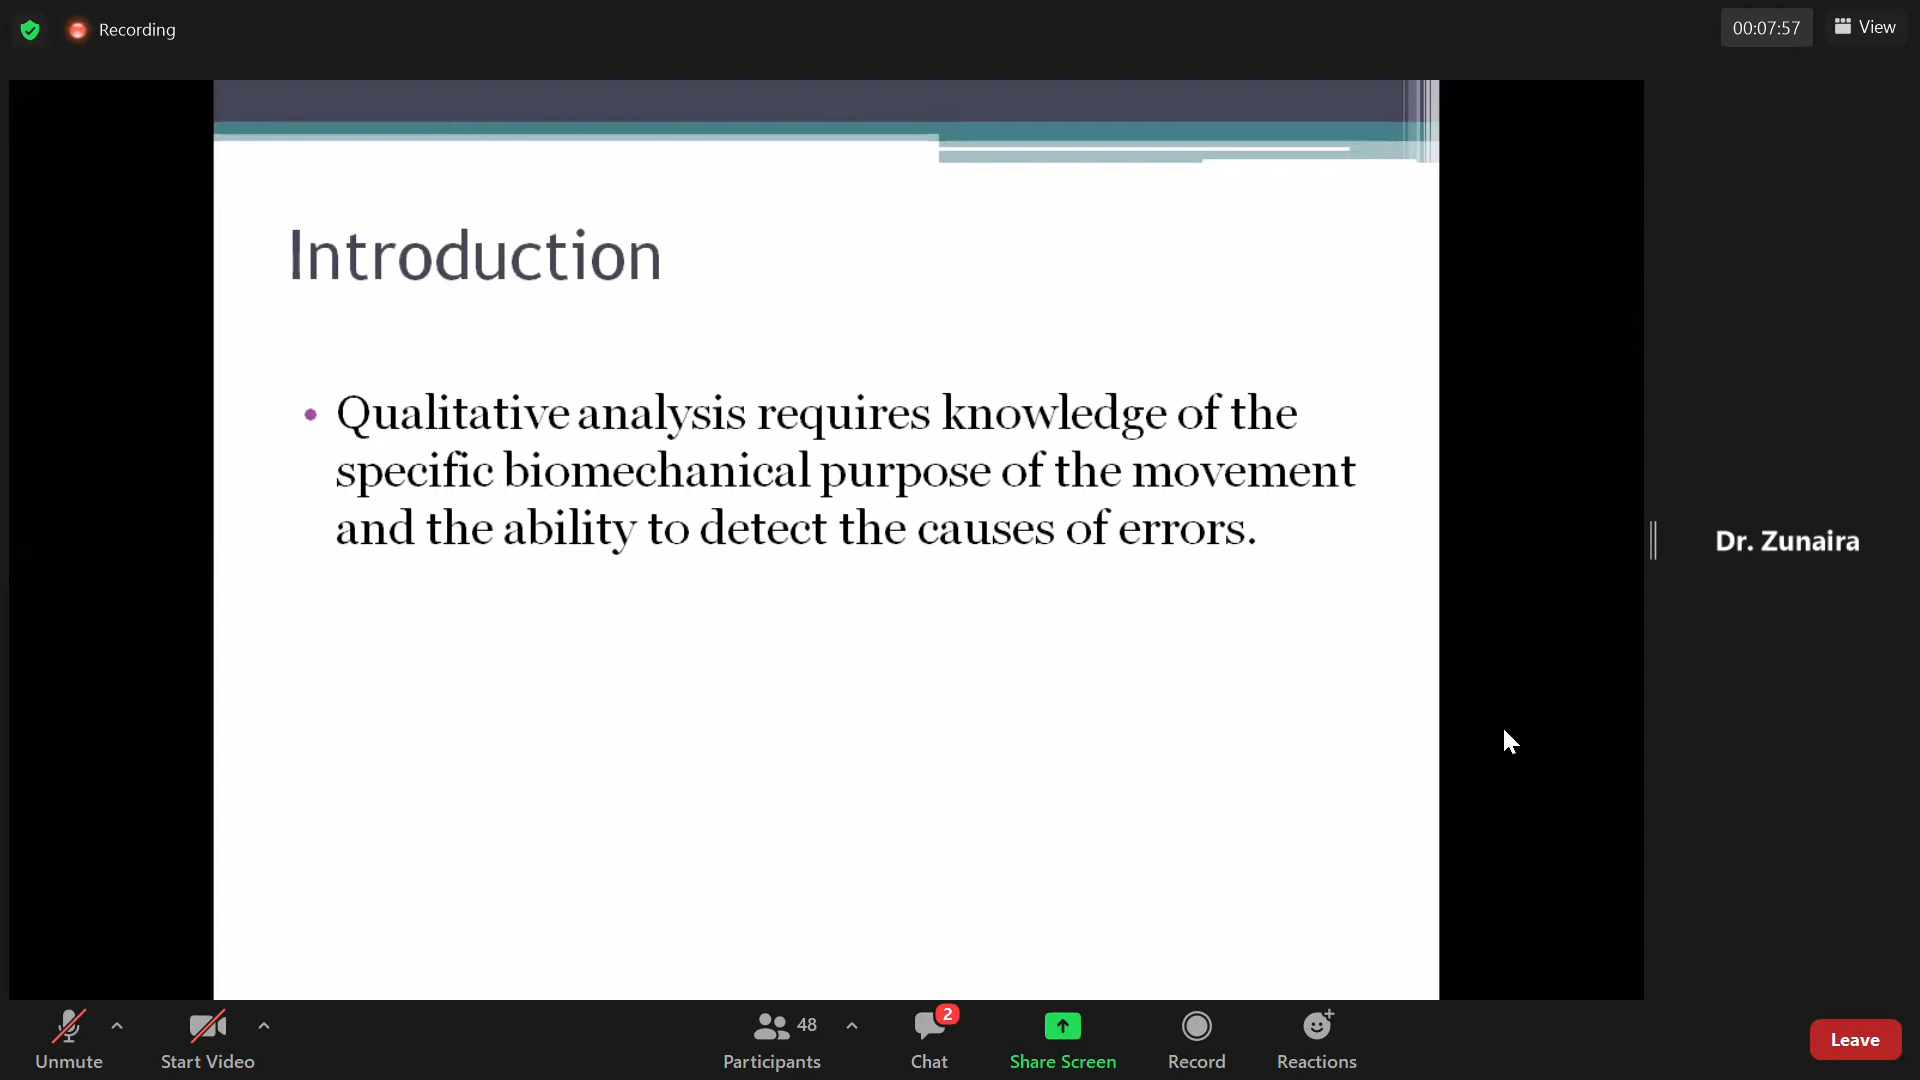 Recording
00:07:57
View
Introduction
• Qualitative analysis requires knowledge of the
specific biomechanical purpose of the movement
and the ability to detect the causes of errors.
Dr. Zunaira
Unmute
Start Video
48
Participants
2
Chat
Share Screen
Record
Reactions
Leave